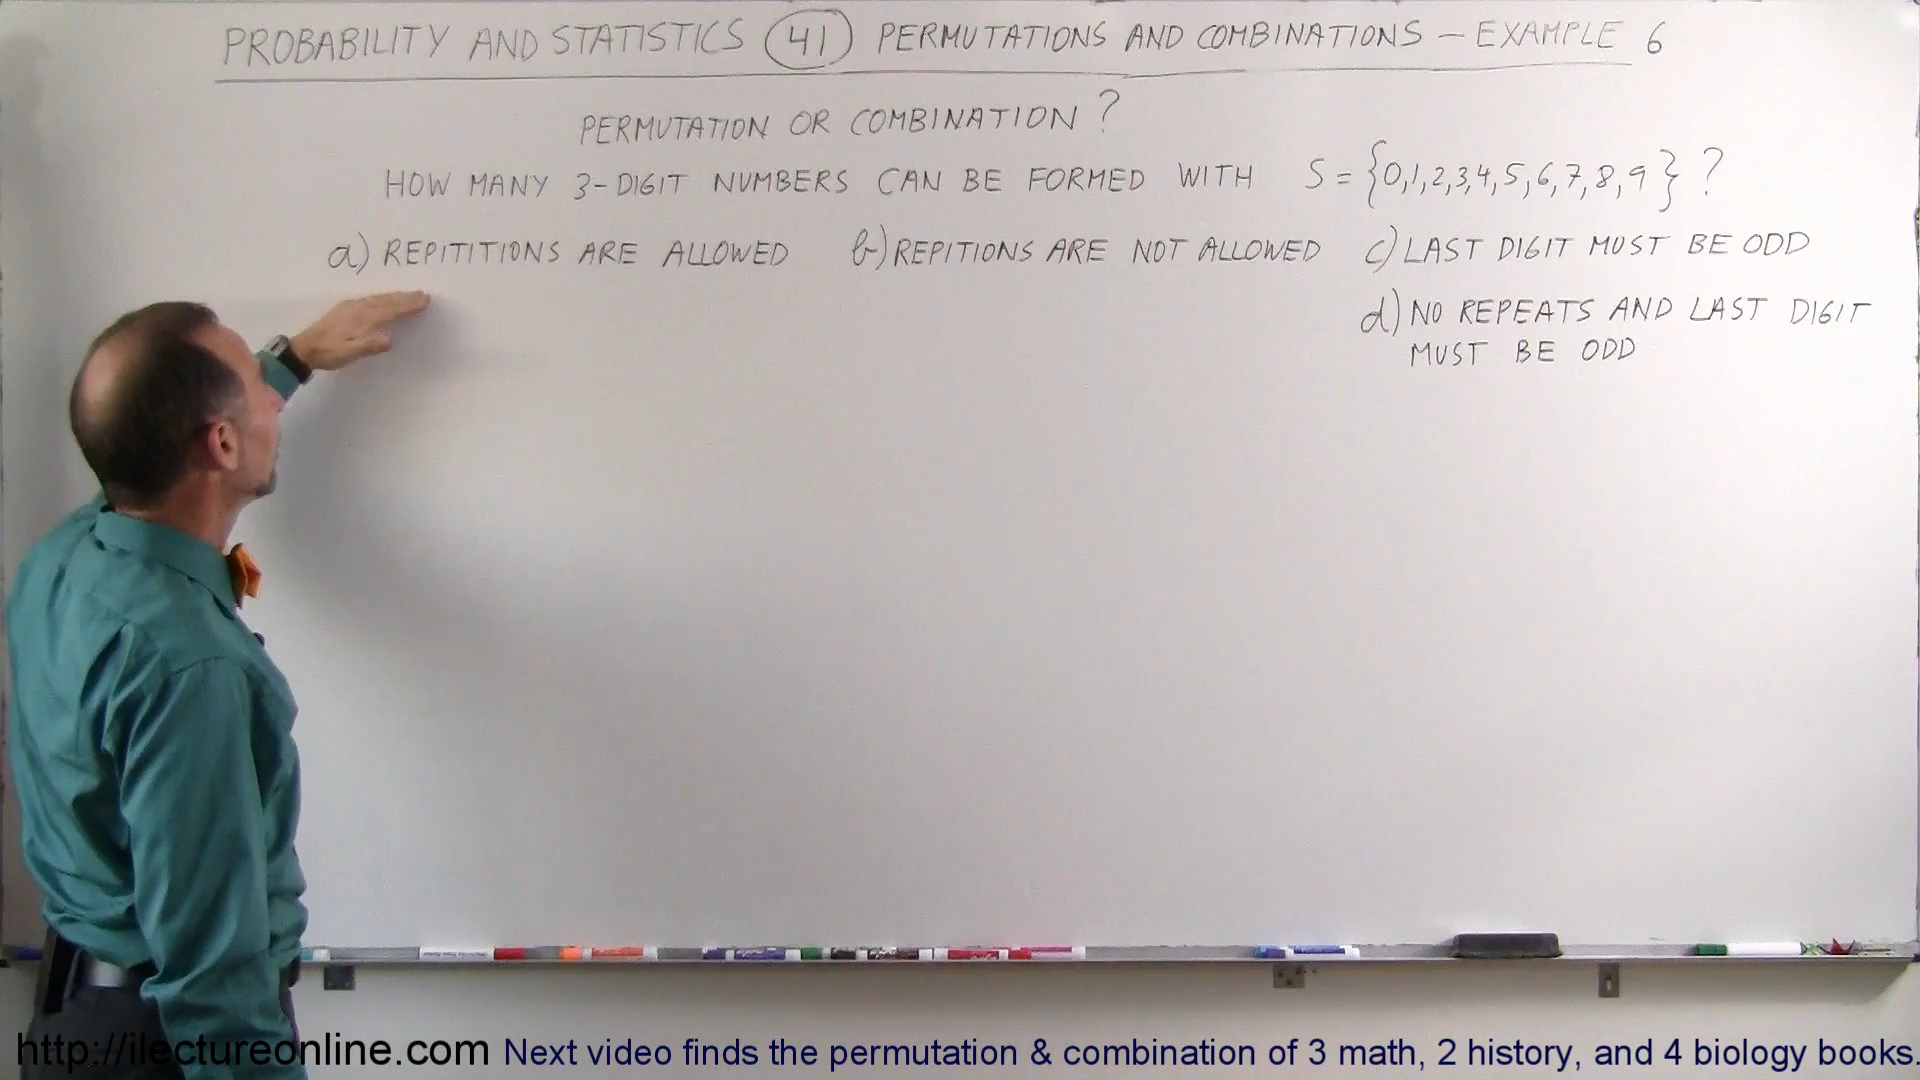 PROBABILITY AND STATISTICS 41 PERMUTATIONS AND COMBINATIONS – EXAMPLE 6
PERMUTATION OR COMBINATION?
HOW MANY 3-DIGIT NUMBERS CAN BE FORMED WITH S = {0,1,2,3,4,5,6,7,8,9}?
a) REPITITIONS ARE ALLOWED b) REPITIONS ARE NOT ALLOWED c) LAST DIGIT MUST BE ODD
d) NO REPEATS AND LAST DIGIT
MUST BE ODD
http://ilectureonline.com Next video finds the permutation & combination of 3 math, 2 history, and 4 biology books.